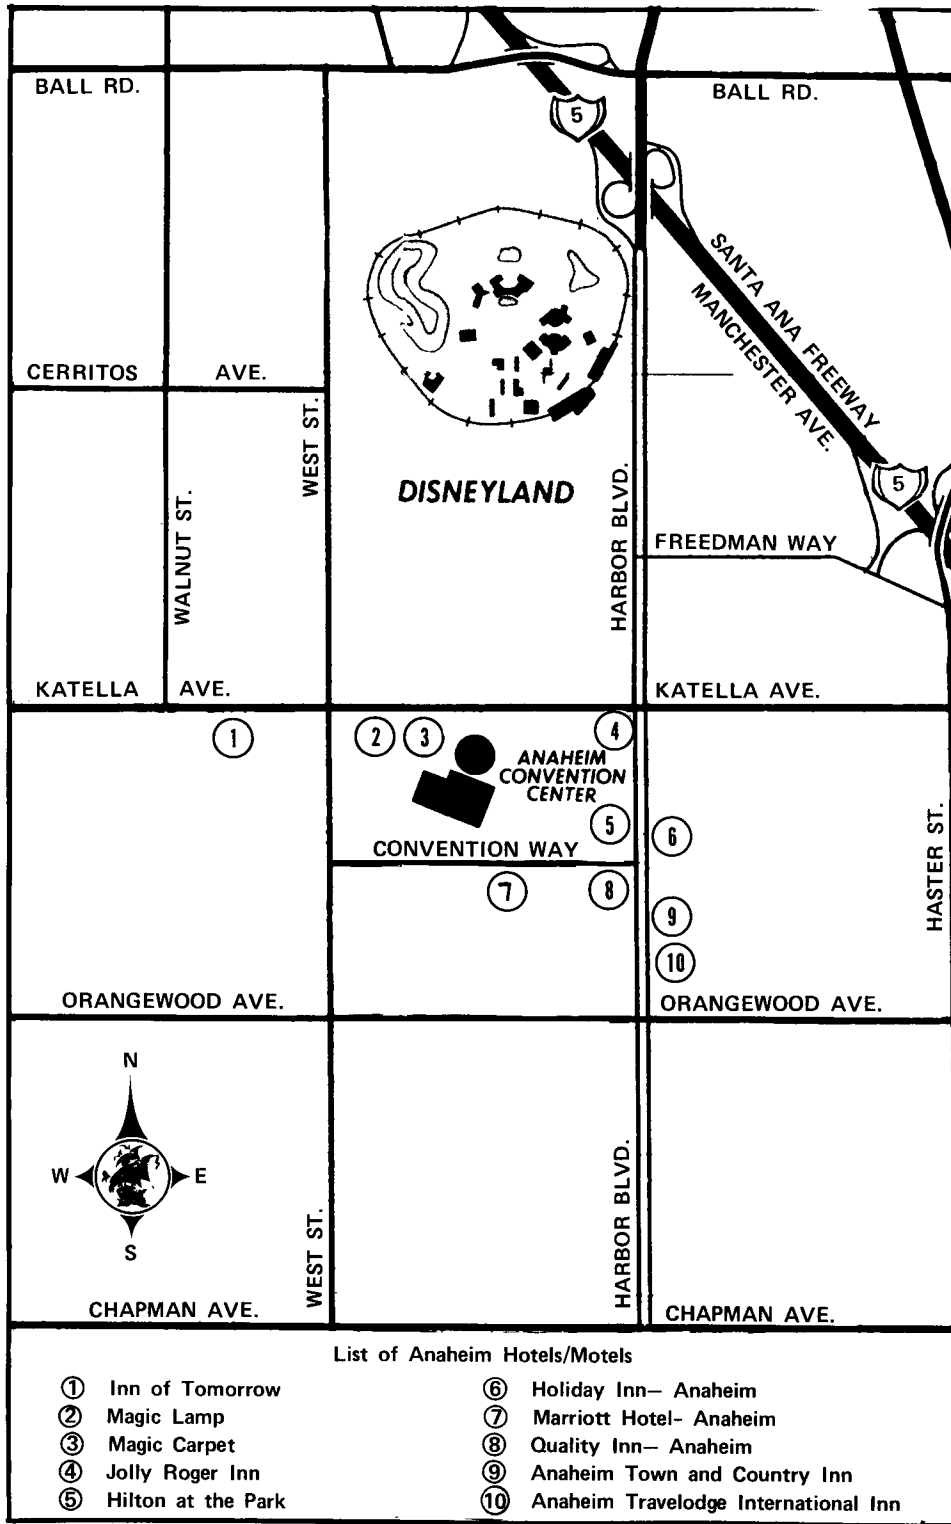 BALL RD.
BALL RD.
5
SANTA ANA FREEWAY
MANCHESTER AVE.
CERRITOS AVE.
WEST ST.
DISNEYLAND
HARBOR BLVD.
5
WALNUT ST.
FREEDMAN WAY
KATELLA AVE.
KATELLA AVE.
1
2
3
4
ANAHEIM
CONVENTION
CENTER
5
6
CONVENTION WAY
7
8
9
10
HASTER ST.
ORANGEWOOD AVE.
ORANGEWOOD AVE.
N
W
E
S
WEST ST.
HARBOR BLVD.
CHAPMAN AVE.
CHAPMAN AVE.
List of Anaheim Hotels/Motels
1 Inn of Tomorrow
2 Magic Lamp
3 Magic Carpet
4 Jolly Roger Inn
5 Hilton at the Park
6 Holiday Inn— Anaheim
7 Marriott Hotel- Anaheim
8 Quality Inn— Anaheim
9 Anaheim Town and Country Inn
10 Anaheim Travelodge International Inn